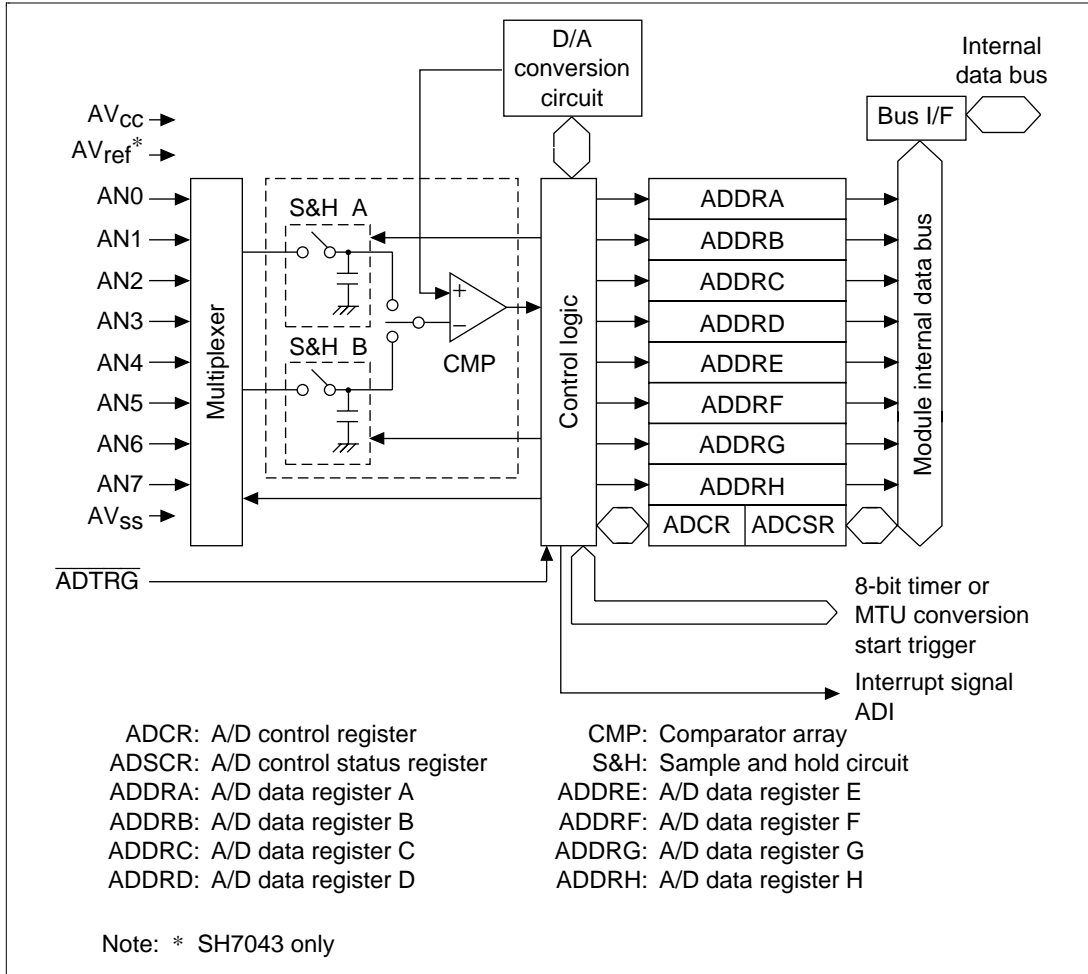 D/A
conversion
circuit
Internal
data bus
Bus I/F
AVcc
AVref*
AN0
AN1
AN2
AN3
AN4
AN5
AN6
AN7
AVss
Multiplexer
S&H A
S&H B
+
−
CMP
Control logic
ADDRA
ADDRB
ADDRC
ADDRD
ADDRE
ADDRF
ADDRG
ADDRH
ADCR ADCSR
Module internal data bus
ADTRG
8-bit timer or
MTU conversion
start trigger
Interrupt signal
ADI
ADCR: A/D control register
ADSCR: A/D control status register
ADDRA: A/D data register A
ADDRB: A/D data register B
ADDRC: A/D data register C
ADDRD: A/D data register D
CMP: Comparator array
S&H: Sample and hold circuit
ADDRE: A/D data register E
ADDRF: A/D data register F
ADDRG: A/D data register G
ADDRH: A/D data register H
Note: * SH7043 only